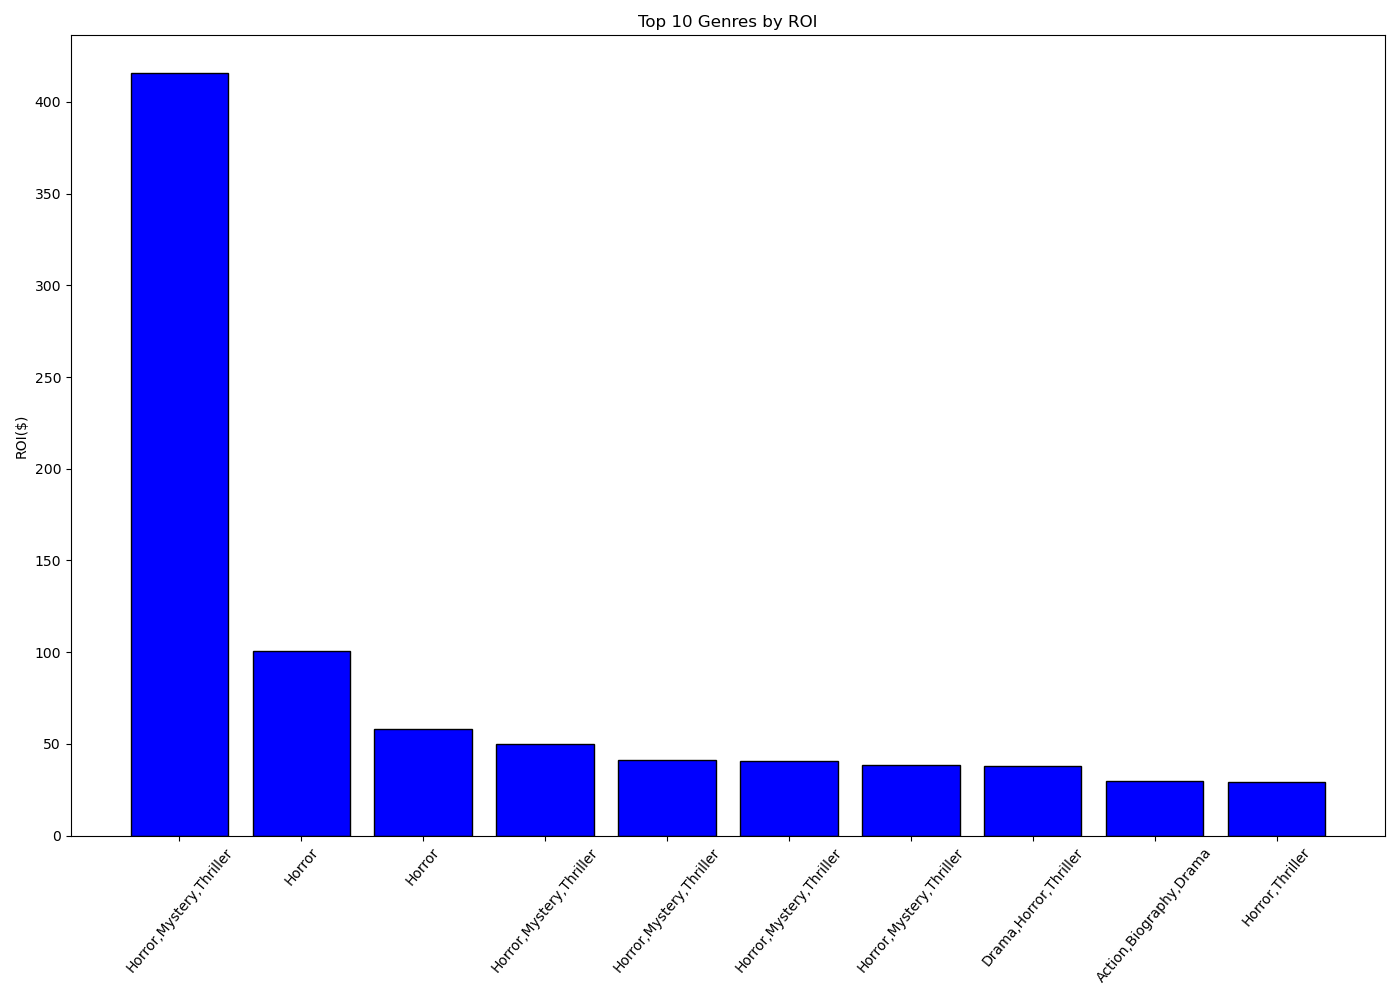 Top 10 Genres by ROI
ROI($)
400
350
300
250
200
150
100
50
0
Horror,Mystery,Thriller
Horror
Horror
Horror,Mystery,Thriller
Horror,Mystery,Thriller
Horror,Mystery,Thriller
Horror,Mystery,Thriller
Drama,Horror,Thriller
Action,Biography,Drama
Horror,Thriller